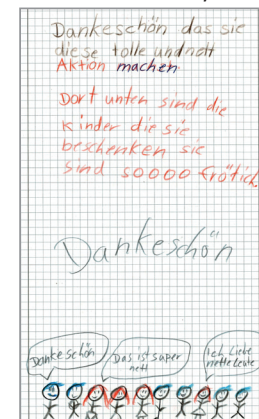 Dankeschön das sie
diese tolle und nett
Aktion machen
Dort unten sind die
Kinder die sie
beschenken sie
sind soooo frölich
Dankeschön
Dankeschön
Das ist super
nett
Ich Liebe
nette Leute